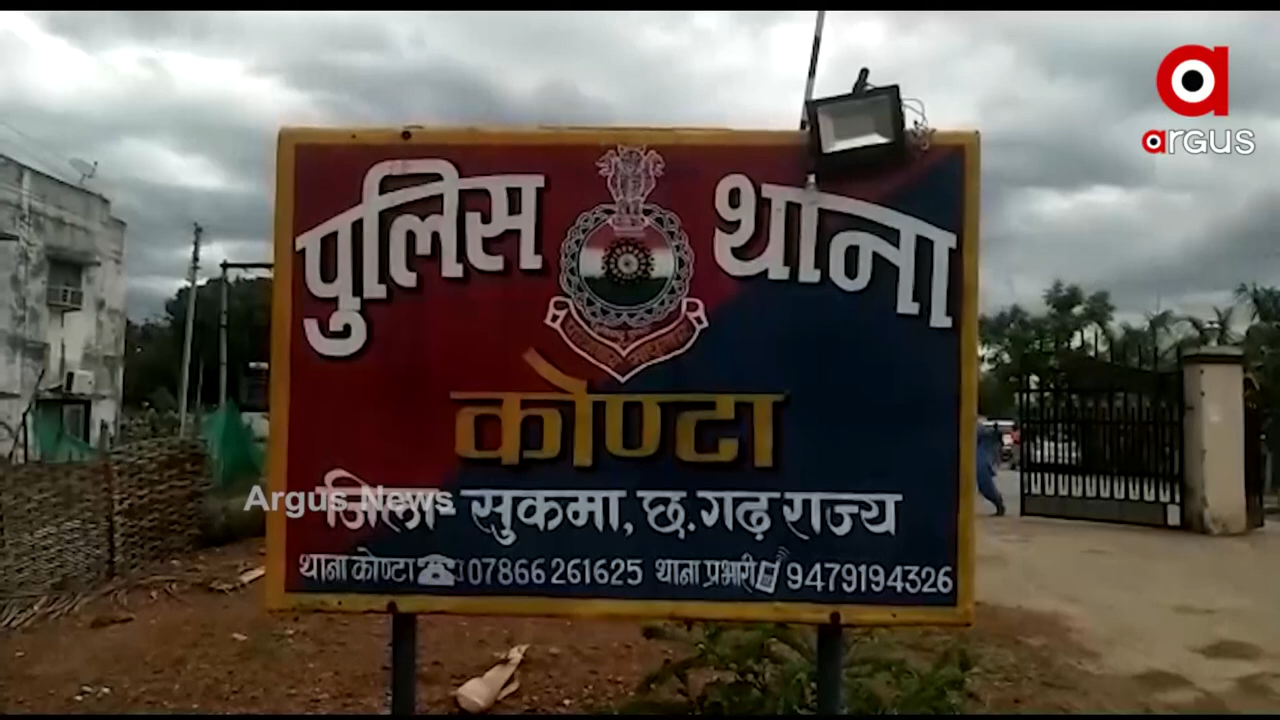 argus
पुलिस थाना
कोण्टा
Argus News
जिला- सुकमा, छ.गढ़ राज्य
थाना कोण्टा 07866 261625 थाना प्रभारी 9479194326